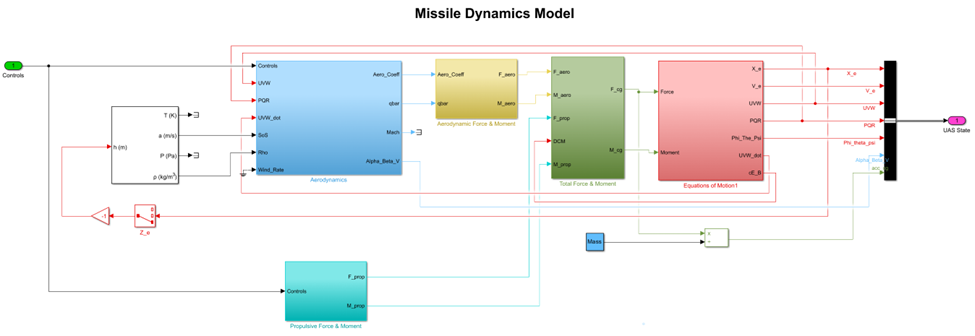 Missile Dynamics Model
1
Controls
Controls
UVW
PQR
UVW_dot
SoS
Rho
Wind_Rate
Aero_Coeff
qbar
Mach
Alpha_Beta_V
Aerodynamics
h (m)
T (K)
a (m/s)
P (Pa)
ρ (kg/m³)
Aero_Coeff
qbar
F_aero
M_aero
Aerodynamic Force & Moment
F_aero
M_aero
F_prop
DCM
M_prop
F_cg
M_cg
Total Force & Moment
Force
Moment
X_e
V_e
UVW
PQR
Phi_The_Psi
UVW_dot
Equations of Motion1
X_e
V_e
UVW
PQR
Phi_theta_psi
Alpha_Beta_V
1
UAS State
-1
Z_e
Mass
Controls
F_prop
M_prop
Propulsive Force & Moment